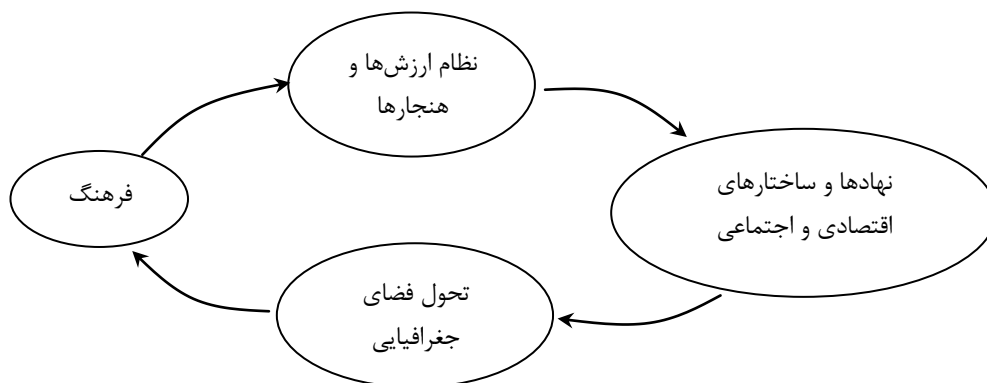 نظام ارزش‌ها و
هنجارها
نهادها و ساختارهای
اقتصادی و اجتماعی
فرهنگ
تحول فضای
جغرافیایی